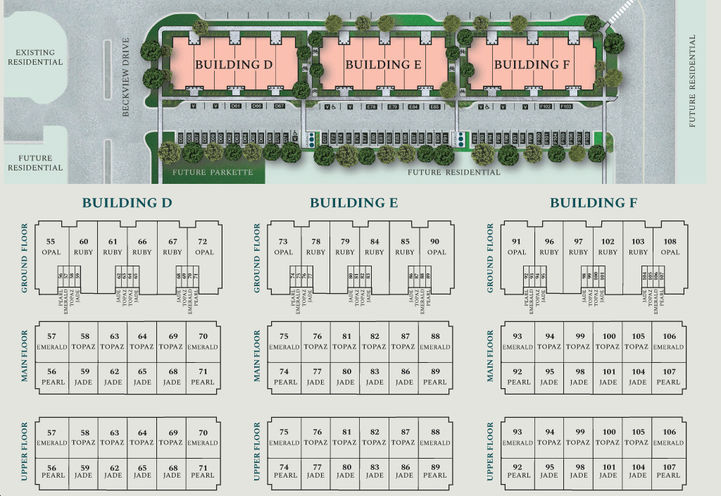 EXISTING
RESIDENTIAL
FUTURE
RESIDENTIAL
BECKVIEW DRIVE
BUILDING D
BUILDING E
BUILDING F
FUTURE RESIDENTIAL
FUTURE PARKETTE
FUTURE RESIDENTIAL
BUILDING D
BUILDING E
BUILDING F
GROUND FLOOR
55 60 61 66 67 72
OPAL RUBY RUBY RUBY RUBY OPAL
PEARL EMERALD TOPAZ JADE
JADE TOPAZ TOPAZ JADE
JADE TOPAZ EMERALD PEARL
GROUND FLOOR
73 78 79 84 85 90
OPAL RUBY RUBY RUBY RUBY OPAL
PEARL EMERALD TOPAZ JADE
JADE TOPAZ TOPAZ JADE
JADE TOPAZ EMERALD PEARL
GROUND FLOOR
91 96 97 102 103 108
OPAL RUBY RUBY RUBY RUBY OPAL
PEARL EMERALD TOPAZ JADE
JADE TOPAZ TOPAZ JADE
JADE TOPAZ EMERALD PEARL
MAIN FLOOR
57 58 63 64 69 70
EMERALD TOPAZ TOPAZ TOPAZ TOPAZ EMERALD
56 59 62 65 68 71
PEARL JADE JADE JADE JADE PEARL
MAIN FLOOR
75 76 81 82 87 88
EMERALD TOPAZ TOPAZ TOPAZ TOPAZ EMERALD
74 77 80 83 86 89
PEARL JADE JADE JADE JADE PEARL
MAIN FLOOR
93 94 99 100 105 106
EMERALD TOPAZ TOPAZ TOPAZ TOPAZ EMERALD
92 95 98 101 104 107
PEARL JADE JADE JADE JADE PEARL
UPPER FLOOR
57 58 63 64 69 70
EMERALD TOPAZ TOPAZ TOPAZ TOPAZ EMERALD
56 59 62 65 68 71
PEARL JADE JADE JADE JADE PEARL
UPPER FLOOR
75 76 81 82 87 88
EMERALD TOPAZ TOPAZ TOPAZ TOPAZ EMERALD
74 77 80 83 86 89
PEARL JADE JADE JADE JADE PEARL
UPPER FLOOR
93 94 99 100 105 106
EMERALD TOPAZ TOPAZ TOPAZ TOPAZ EMERALD
92 95 98 101 104 107
PEARL JADE JADE JADE JADE PEARL